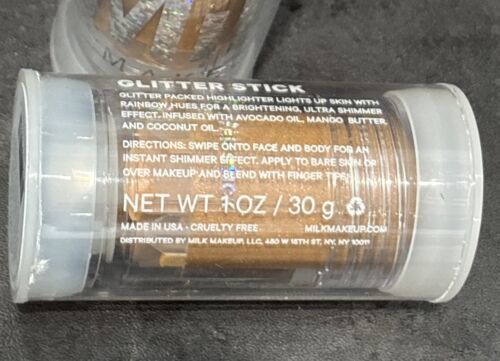 GLITTER STICK
GLITTER PACKED HIGHLIGHTER LIGHTS UP SKIN WITH
RAINBOW HUES FOR A BRIGHTENING, ULTRA SHIMMER
EFFECT. INFUSED WITH AVOCADO OIL, MANGO BUTTER,
AND COCONUT OIL.
DIRECTIONS: SWIPE ONTO FACE AND BODY FOR AN
INSTANT SHIMMER EFFECT. APPLY TO BARE SKIN OR
OVER MAKEUP AND BLEND WITH FINGER TIPS.
NET WT 1 OZ / 30 g
MADE IN USA • CRUELTY FREE MILKMAKEUP.COM
DISTRIBUTED BY MILK MAKEUP, LLC, 450 W 15TH ST, NY, NY 10011